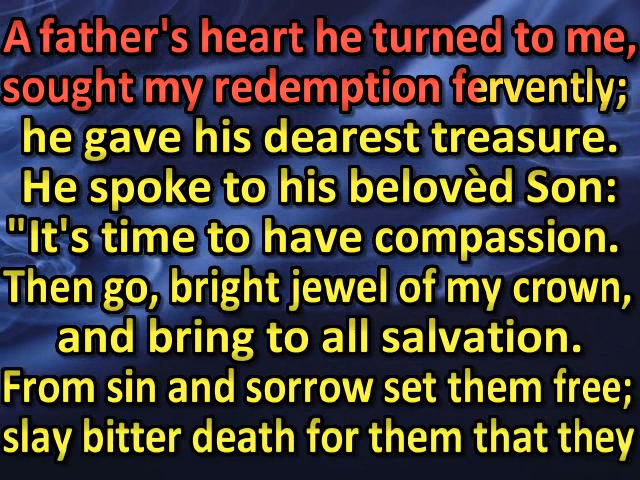 A father's heart he turned to me,
sought my redemption fervently;
he gave his dearest treasure.
He spoke to his belovèd Son:
"It's time to have compassion.
Then go, bright jewel of my crown,
and bring to all salvation.
From sin and sorrow set them free;
slay bitter death for them that they